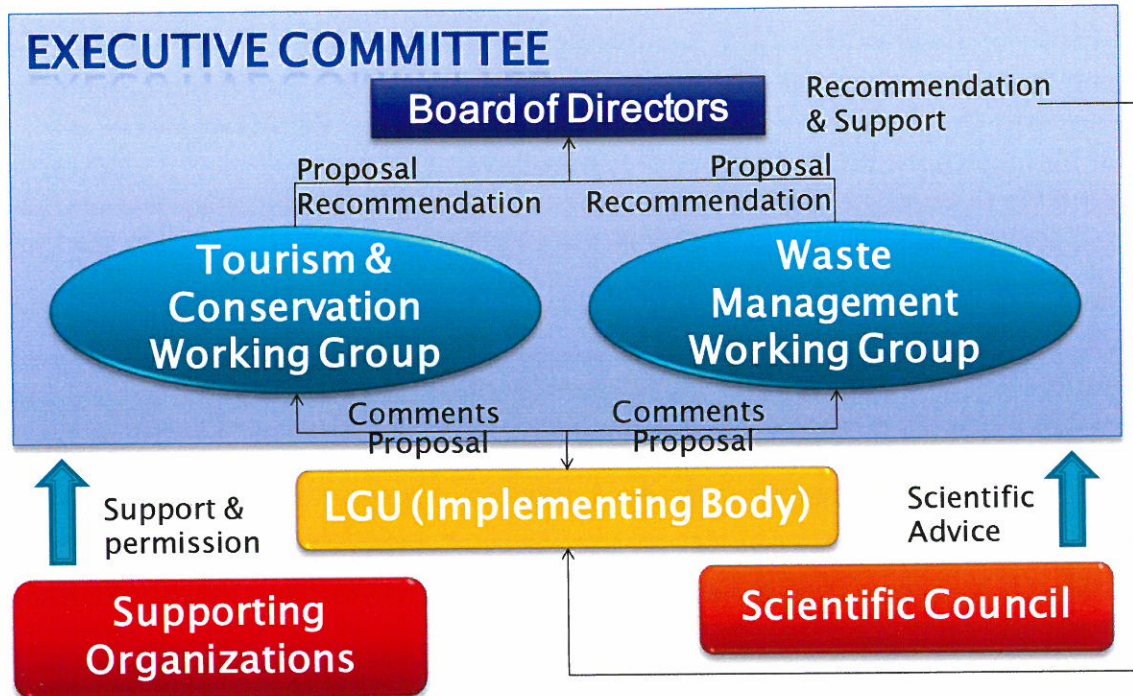 EXECUTIVE COMMITTEE
Board of Directors
Recommendation
& Support
Proposal
Recommendation
Proposal
Recommendation
Tourism &
Conservation
Working Group
Waste
Management
Working Group
Comments
Proposal
Comments
Proposal
LGU (Implementing Body)
Support &
permission
Scientific
Advice
Supporting
Organizations
Scientific Council